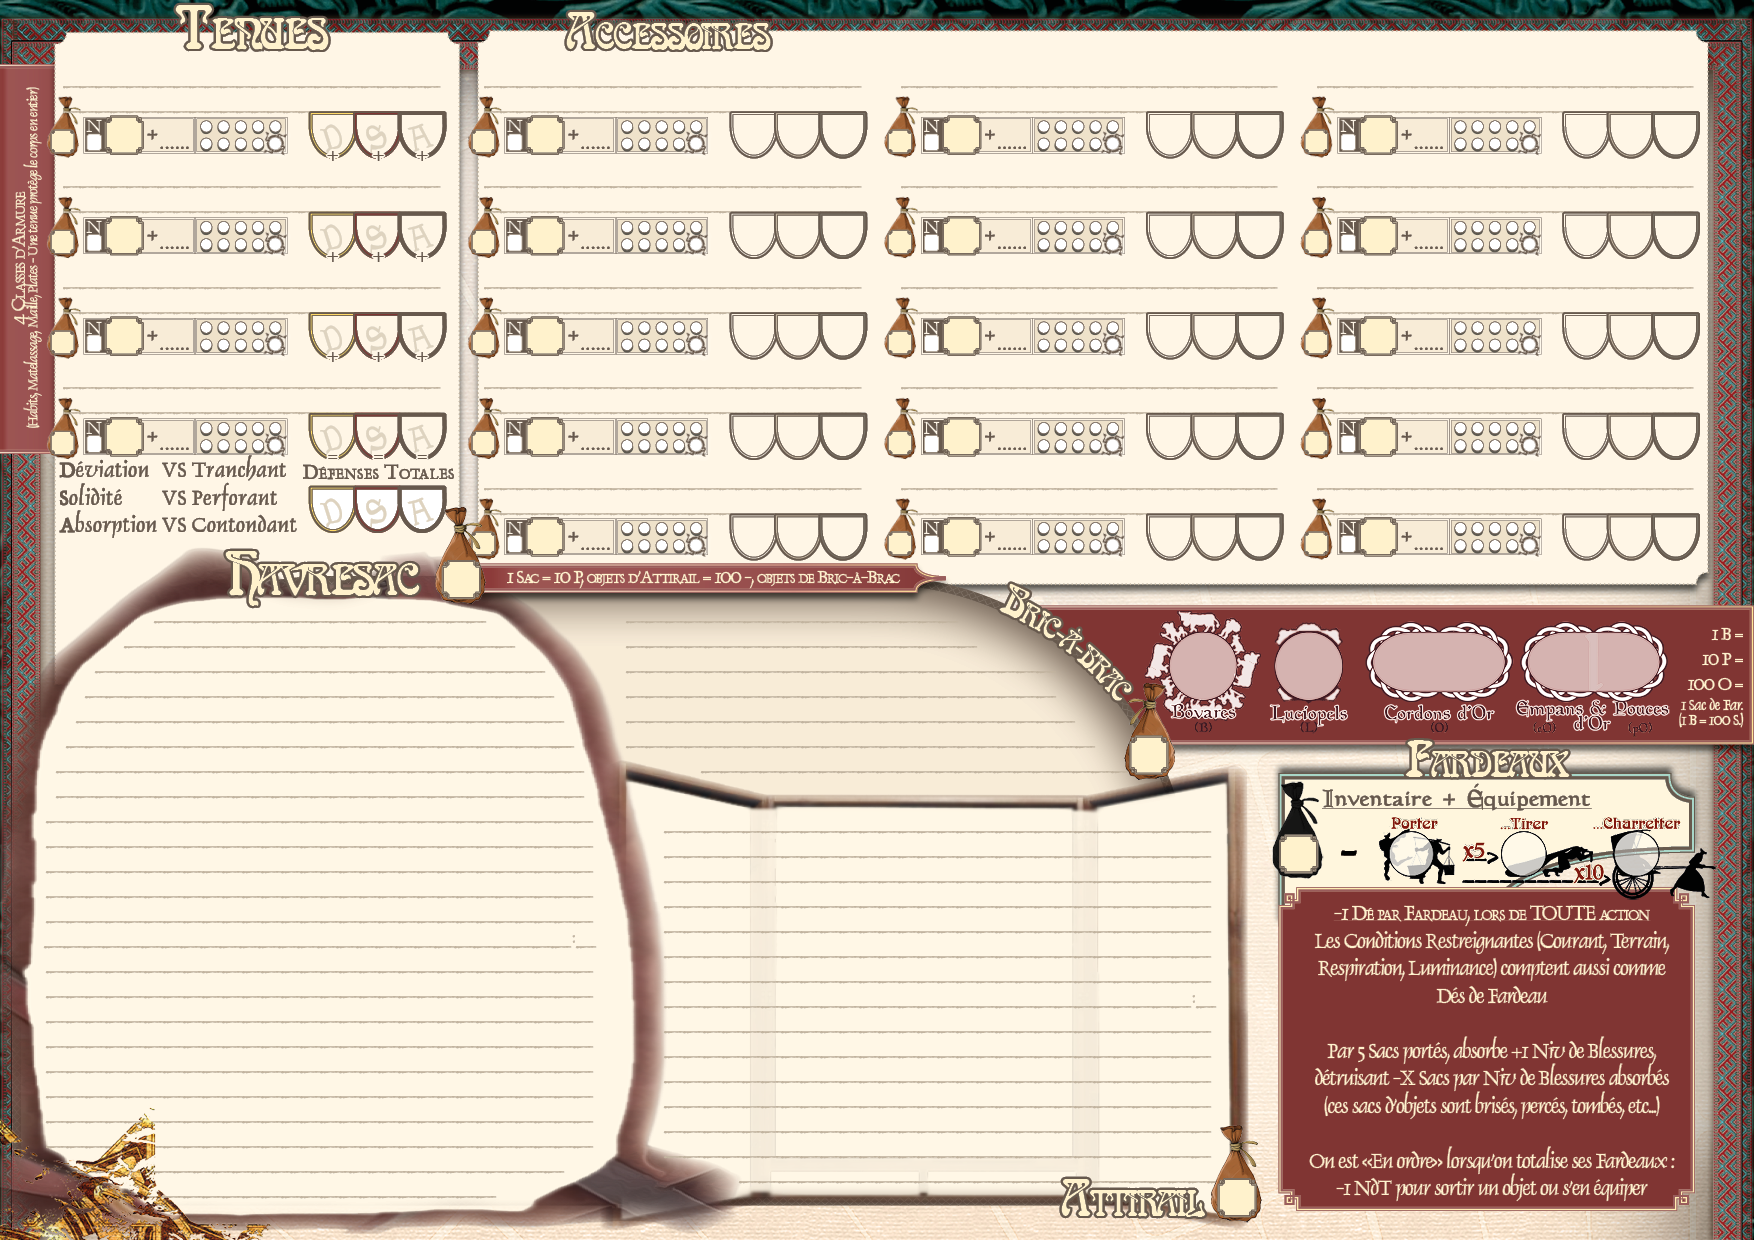 Tenues
Accessoires
4 Classes d'Armure
(Habits, Matelassage, Maille, Plates - Une tenue protège le corps en entier)
N + ...... D S A N + ...... N + ...... N + ......
N + ...... D S A N + ...... N + ...... N + ......
N + ...... D S A N + ...... N + ...... N + ......
N + ...... D S A N + ...... N + ...... N + ......
Déviation VS Tranchant
Défenses Totales
Solidité VS Perforant
D S A
Absorption VS Contondant
N + ...... N + ...... N + ......
Havresac
1 Sac = 10 P, objets d'Attirail = 100 -, objets de Bric-à-Brac
Bric-à-brac
Bovares
(B)
Luciopels
(L)
Cordons d'Or
(O)
Empans & Pouces
d'Or
1 B =
10 P =
100 O =
1 Sac de Far.
(1 B = 100 S.)
Fardeaux
Inventaire + Équipement
Porter ...Tirer ...Charretter
- x5 x10
-1 Dé par Fardeau, lors de TOUTE action
Les Conditions Restreignantes (Courant, Terrain,
Respiration, Luminance) comptent aussi comme
Dés de Fardeau
Par 5 Sacs portés, absorbe +1 Niv de Blessures,
détruisant -X Sacs par Niv de Blessures absorbés
(ces sacs d'objets sont brisés, percés, tombés, etc...)
On est «En ordre» lorsqu'on totalise ses Fardeaux :
-1 NdT pour sortir un objet ou s'en équiper
Attirail